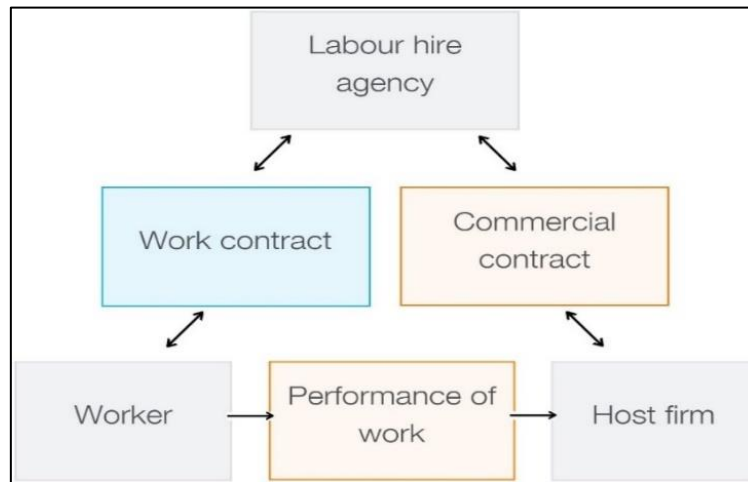 Labour hire
agency
Work contract
Commercial
contract
Worker
Performance of
work
Host firm